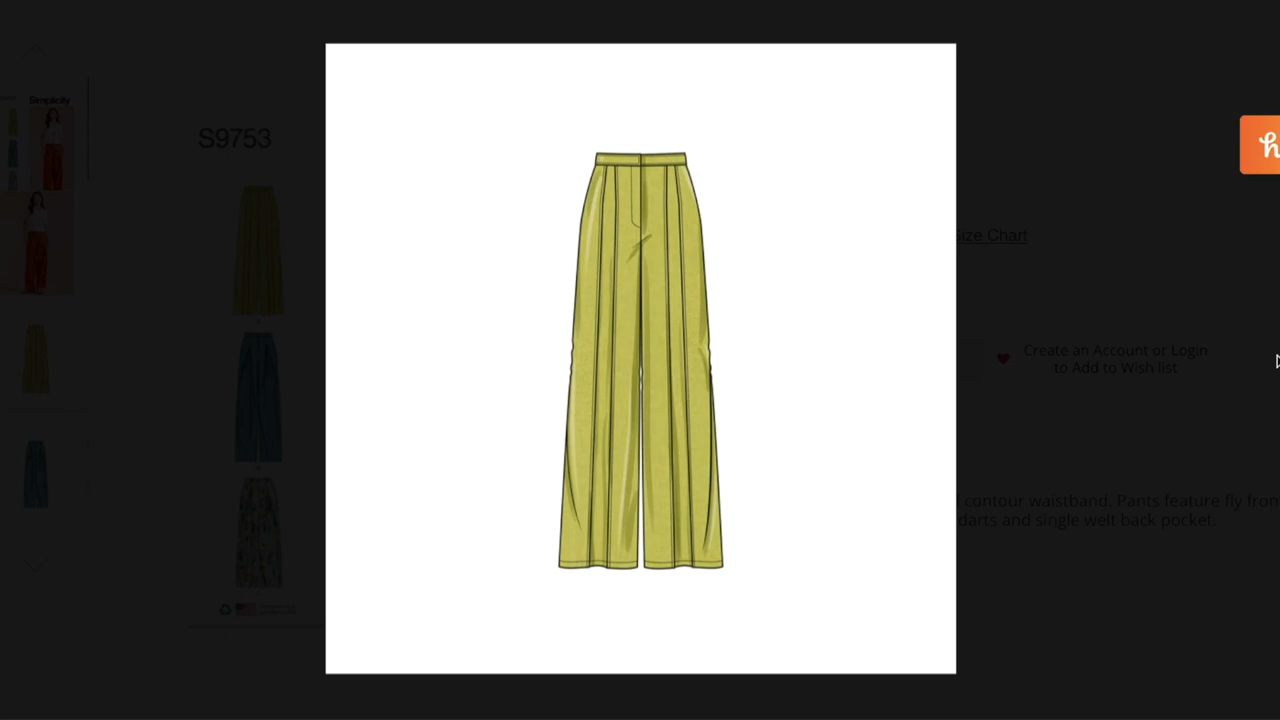 Simplicity
S9753
Size Chart
Create an Account or Login
to Add to Wish list
contour waistband. Pants feature fly
darts and single welt back pocket.
h